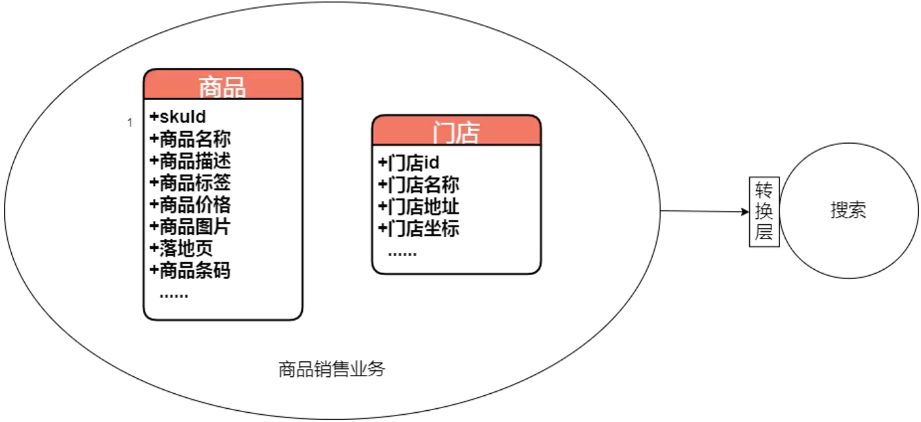 商品
1
+skuId
+商品名称
+商品描述
+商品标签
+商品价格
+商品图片
+落地页
+商品条码
......
门店
+门店id
+门店名称
+门店地址
+门店坐标
......
商品销售业务
转
换
层
搜索